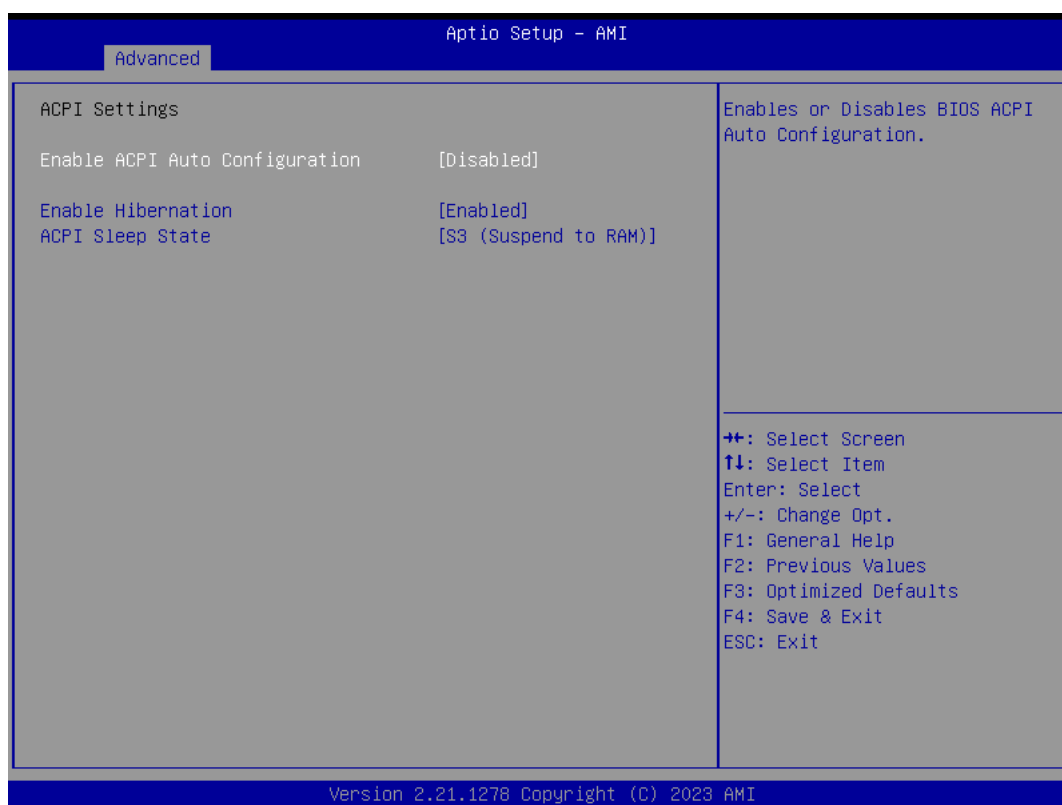 Aptio Setup – AMI
Advanced
ACPI Settings
Enable ACPI Auto Configuration [Disabled]
Enable Hibernation [Enabled]
ACPI Sleep State [S3 (Suspend to RAM)]
Enables or Disables BIOS ACPI
Auto Configuration.
→←: Select Screen
↑↓: Select Item
Enter: Select
+/-: Change Opt.
F1: General Help
F2: Previous Values
F3: Optimized Defaults
F4: Save & Exit
ESC: Exit
Version 2.21.1278 Copyright (C) 2023 AMI